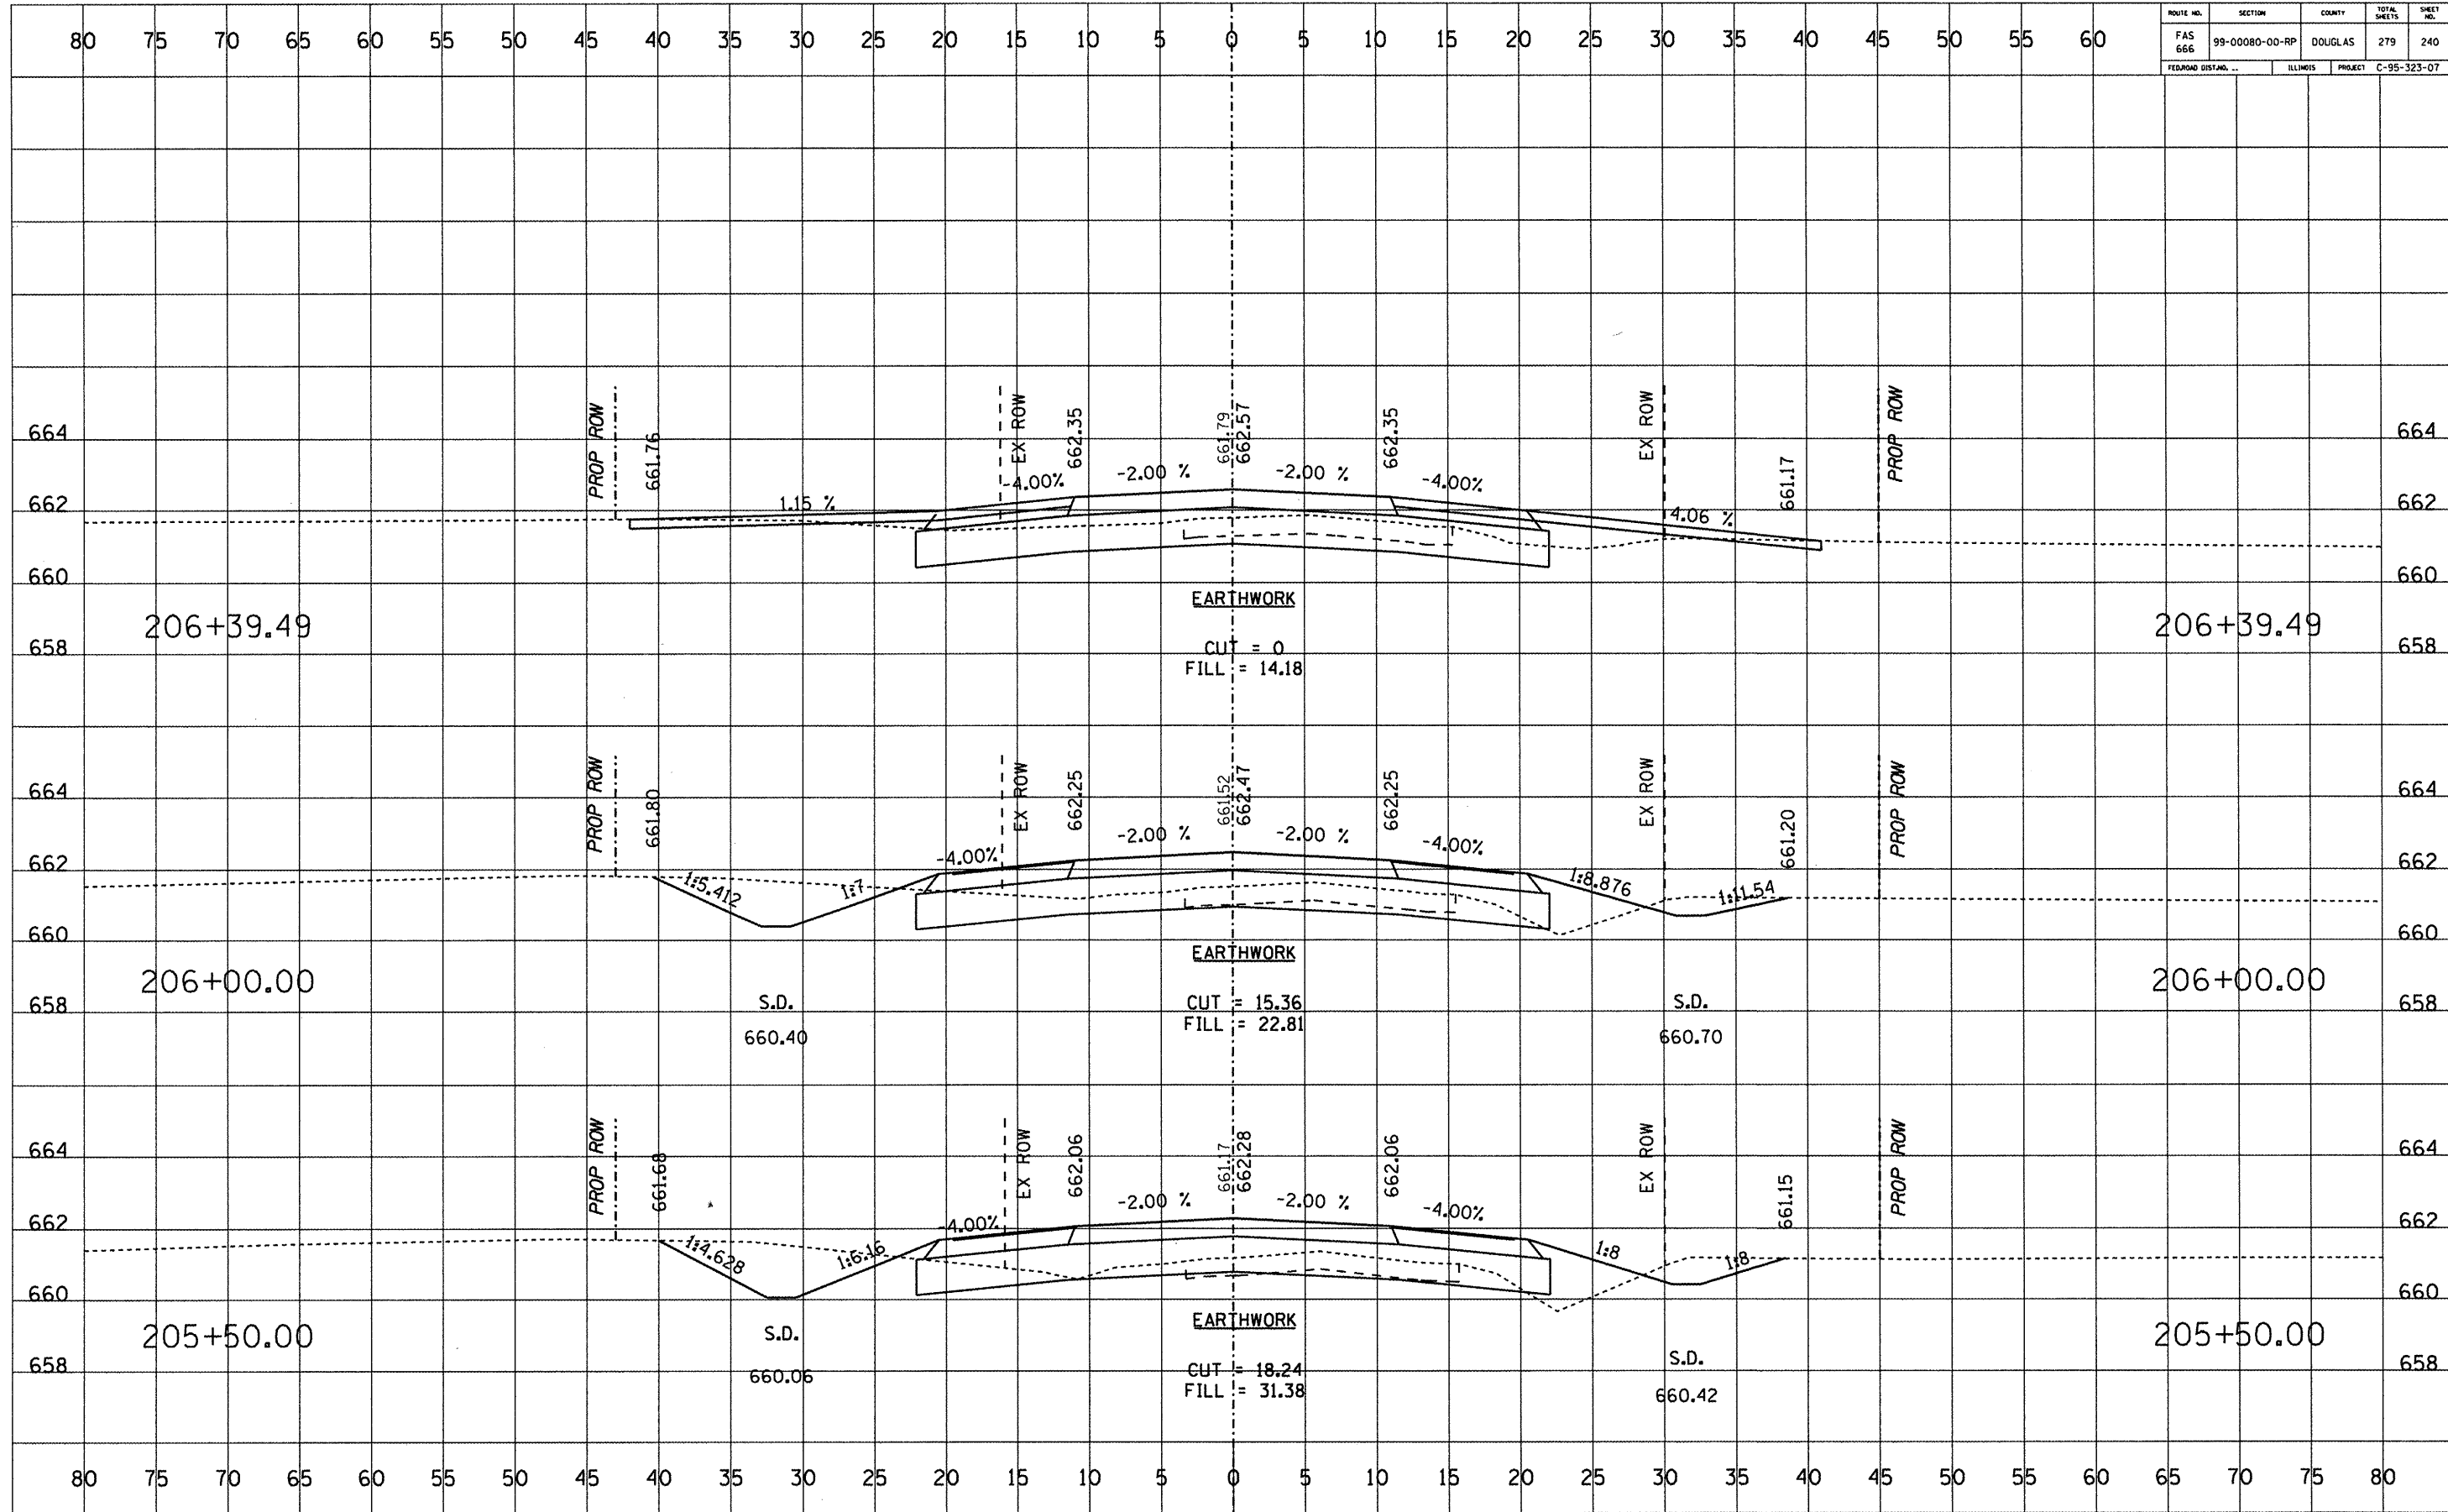 ROUTE NO. SECTION COUNTY TOTAL SHEETS SHEET NO.
FAS 666 99-00080-00-RP DOUGLAS 279 240
FED.ROAD DIST.NO. .. ILLINOIS PROJECT C-95-323-07
80 75 70 65 60 55 50 45 40 35 30 25 20 15 10 5 0 5 10 15 20 25 30 35 40 45 50 55 60
PROP ROW 661.76 EX ROW 662.35 661.79 662.57 662.35 EX ROW 661.17 PROP ROW
664 664
1.15 % -4.00% -2.00 % -2.00 % -4.00% 4.06 %
662 662
660 660
EARTHWORK
206+39.49 206+39.49
658 CUT = 0 658
FILL = 14.18
PROP ROW 661.80 EX ROW 662.25 661.52 662.47 662.25 EX ROW 661.20 PROP ROW
664 664
-4.00% -2.00 % -2.00 % -4.00%
662 662
1:5.412 1:7 1:8.876 1:11.54
660 660
EARTHWORK
206+00.00 206+00.00
658 S.D. CUT = 15.36 S.D. 658
FILL = 22.81
660.40 660.70
PROP ROW 661.68 EX ROW 662.06 661.17 662.28 662.06 EX ROW 661.15 PROP ROW
664 664
-4.00% -2.00 % -2.00 % -4.00%
662 662
1:4.628 1:6.16 1:8 1:8
660 660
EARTHWORK
205+50.00 S.D. 205+50.00
S.D.
658 CUT = 18.24 658
660.06 FILL = 31.38 660.42
80 75 70 65 60 55 50 45 40 35 30 25 20 15 10 5 0 5 10 15 20 25 30 35 40 45 50 55 60 65 70 75 80